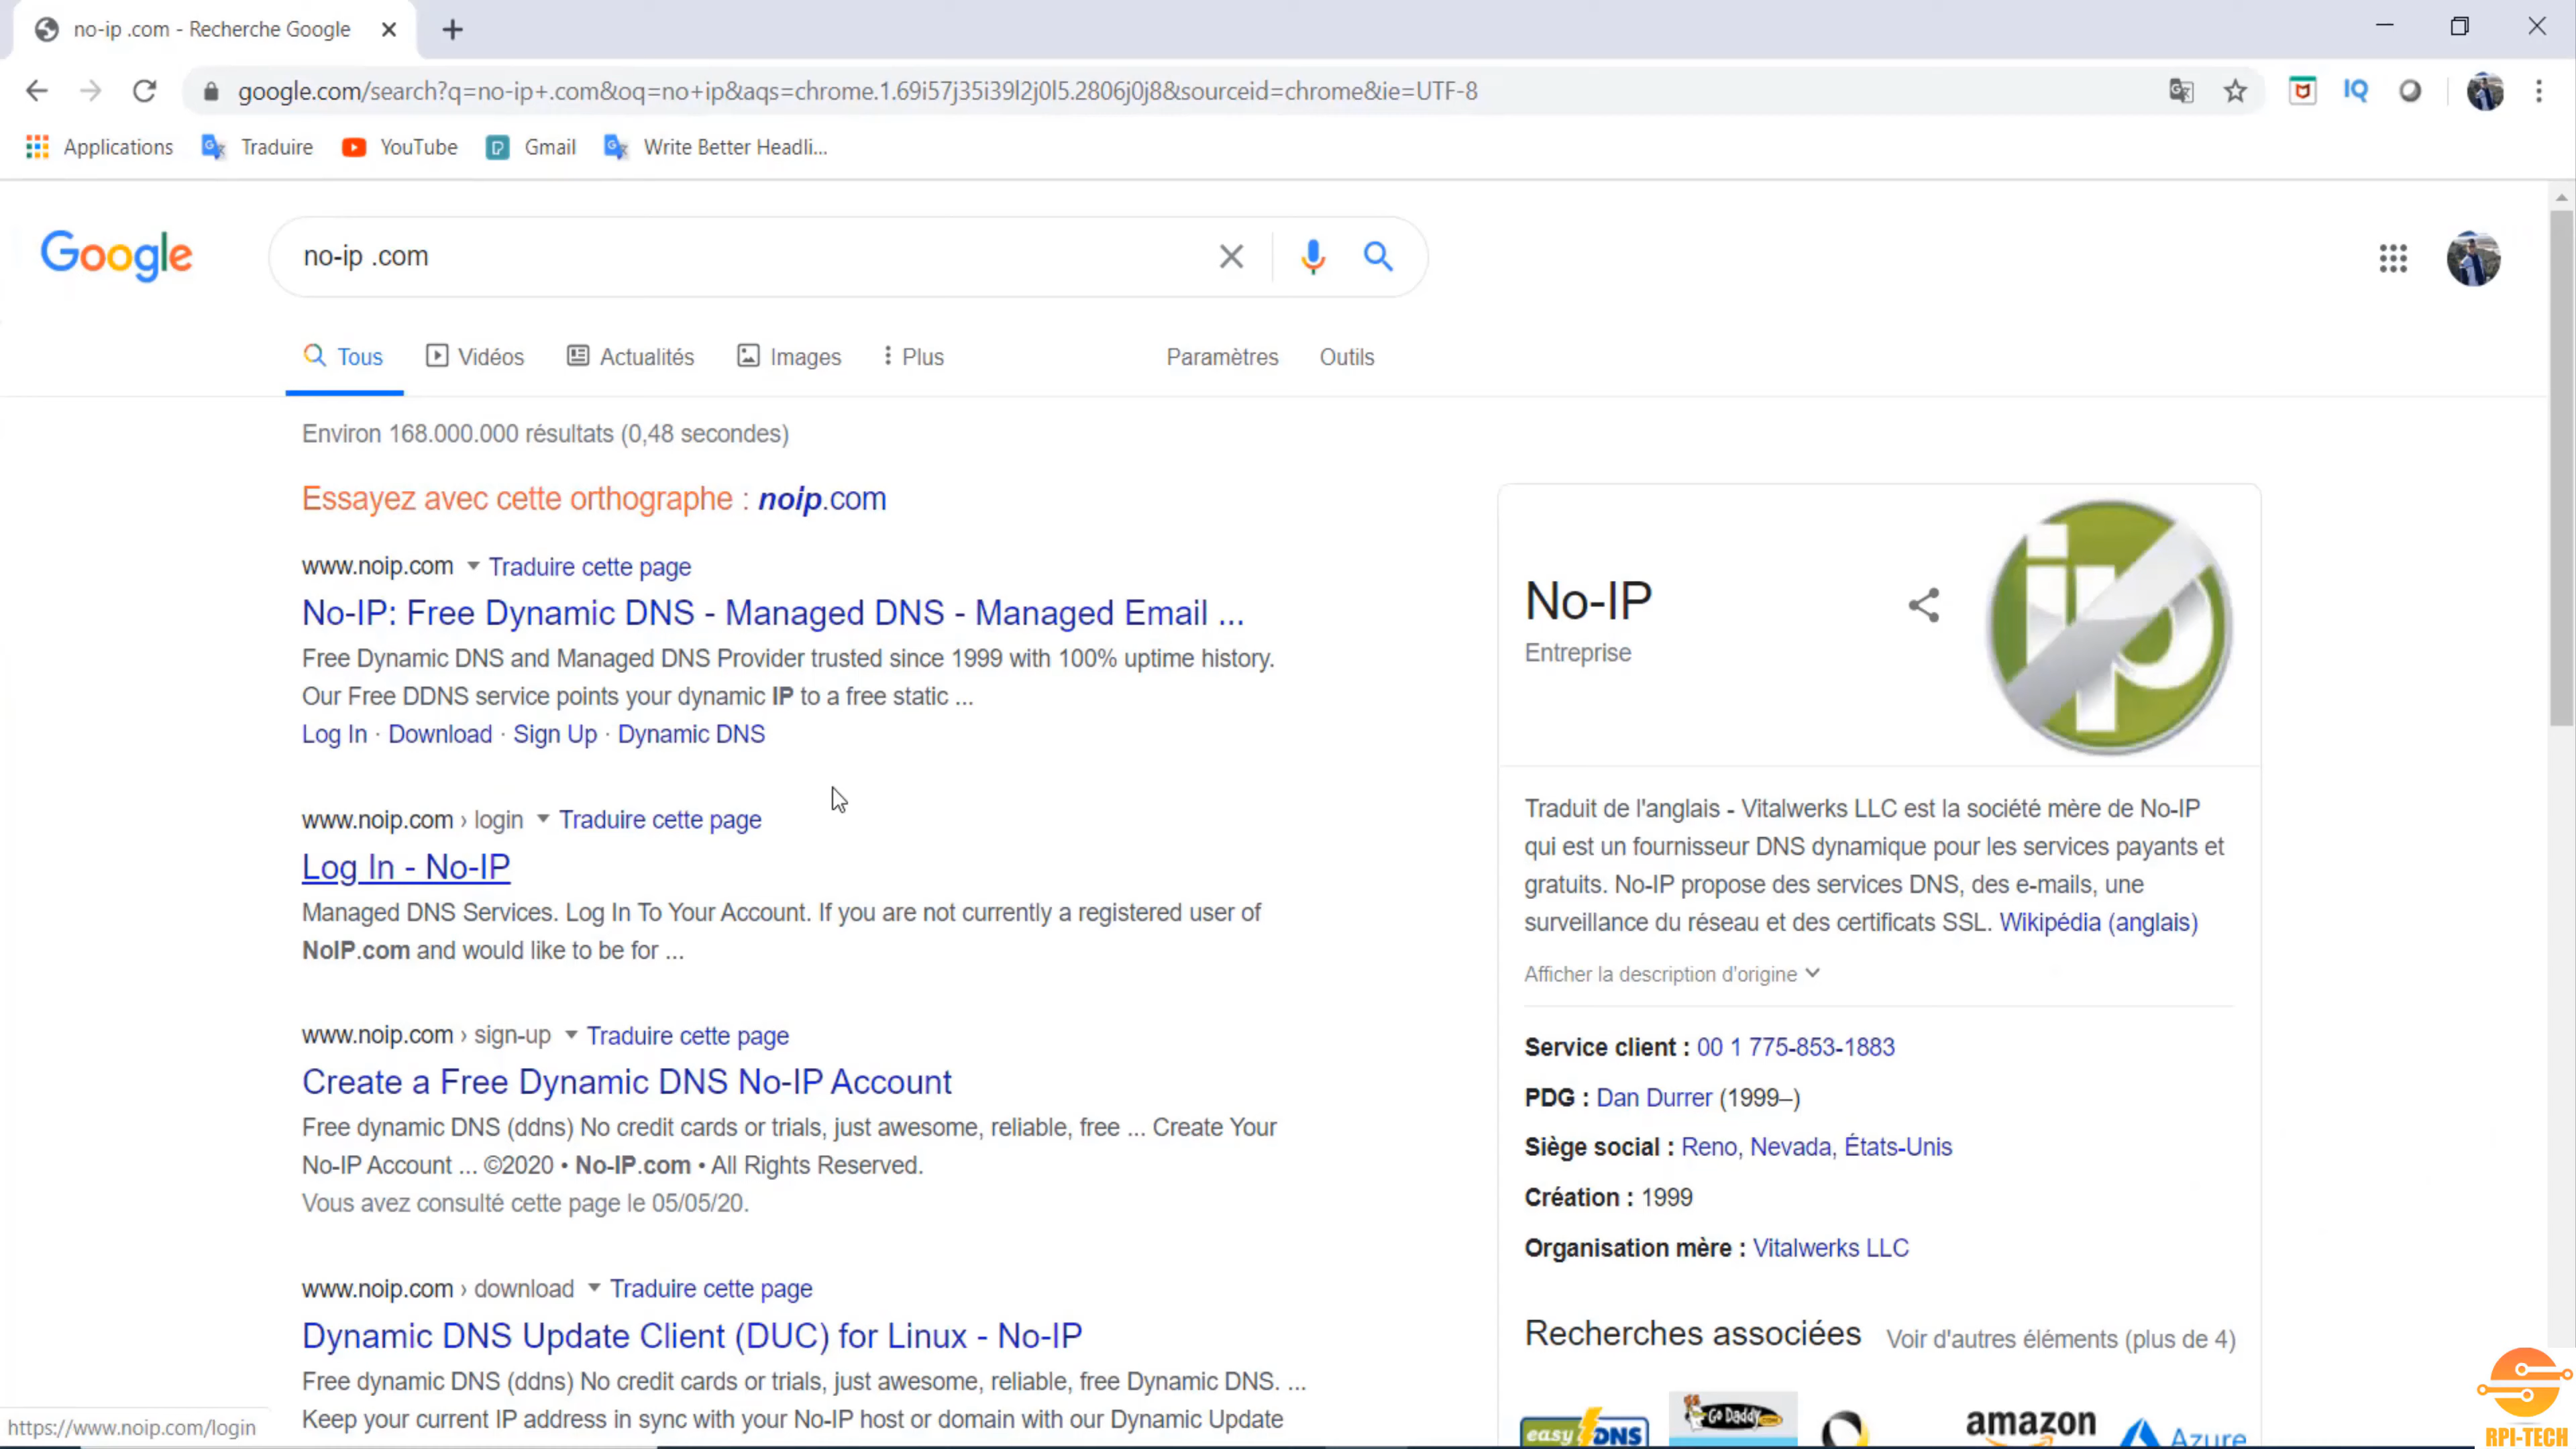 no-ip .com - Recherche Google
google.com/search?q=no-ip+.com&oq=no+ip&aqs=chrome.1.69i57j35i39l2j0l5.2806j0j8&sourceid=chrome&ie=UTF-8
IQ
Applications Traduire YouTube Gmail Write Better Headli...
Google
no-ip .com
Tous Vidéos Actualités Images Plus Paramètres Outils
Environ 168.000.000 résultats (0,48 secondes)
Essayez avec cette orthographe : noip.com
www.noip.com Traduire cette page
No-IP: Free Dynamic DNS - Managed DNS - Managed Email ...
Free Dynamic DNS and Managed DNS Provider trusted since 1999 with 100% uptime history.
Our Free DDNS service points your dynamic IP to a free static ...
Log In · Download · Sign Up · Dynamic DNS
www.noip.com › login Traduire cette page
Log In - No-IP
Managed DNS Services. Log In To Your Account. If you are not currently a registered user of
NoIP.com and would like to be for ...
www.noip.com › sign-up Traduire cette page
Create a Free Dynamic DNS No-IP Account
Free dynamic DNS (ddns) No credit cards or trials, just awesome, reliable, free ... Create Your
No-IP Account ... ©2020 • No-IP.com • All Rights Reserved.
Vous avez consulté cette page le 05/05/20.
www.noip.com › download Traduire cette page
Dynamic DNS Update Client (DUC) for Linux - No-IP
Free dynamic DNS (ddns) No credit cards or trials, just awesome, reliable, free Dynamic DNS. ...
Keep your current IP address in sync with your No-IP host or domain with our Dynamic Update
https://www.noip.com/login
No-IP
Entreprise
ip
Traduit de l'anglais - Vitalwerks LLC est la société mère de No-IP
qui est un fournisseur DNS dynamique pour les services payants et
gratuits. No-IP propose des services DNS, des e-mails, une
surveillance du réseau et des certificats SSL. Wikipédia (anglais)
Afficher la description d'origine
Service client : 00 1 775-853-1883
PDG : Dan Durrer (1999–)
Siège social : Reno, Nevada, États-Unis
Création : 1999
Organisation mère : Vitalwerks LLC
Recherches associées Voir d'autres éléments (plus de 4)
easyDNS
Go Daddy.com
amazon
Azure
RPI-TECH